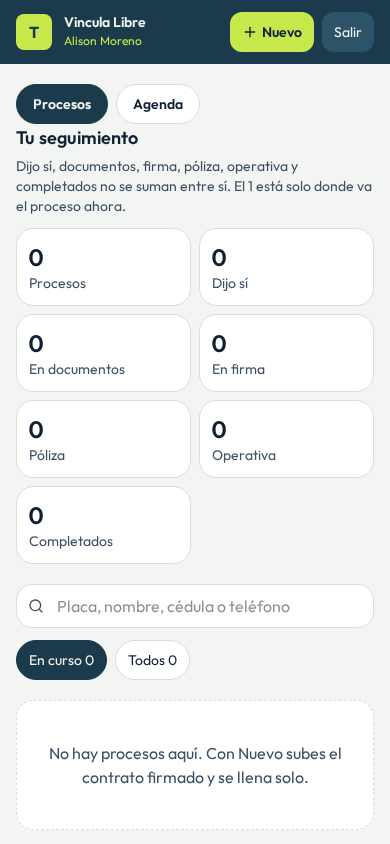 T
Vincula Libre
Alison Moreno
+ Nuevo
Salir
Procesos
Agenda
Tu seguimiento
Dijo sí, documentos, firma, póliza, operativa y
completados no se suman entre sí. El 1 está solo donde va
el proceso ahora.
0
Procesos
0
Dijo sí
0
En documentos
0
En firma
0
Póliza
0
Operativa
0
Completados
Placa, nombre, cédula o teléfono
En curso 0
Todos 0
No hay procesos aquí. Con Nuevo subes el
contrato firmado y se llena solo.